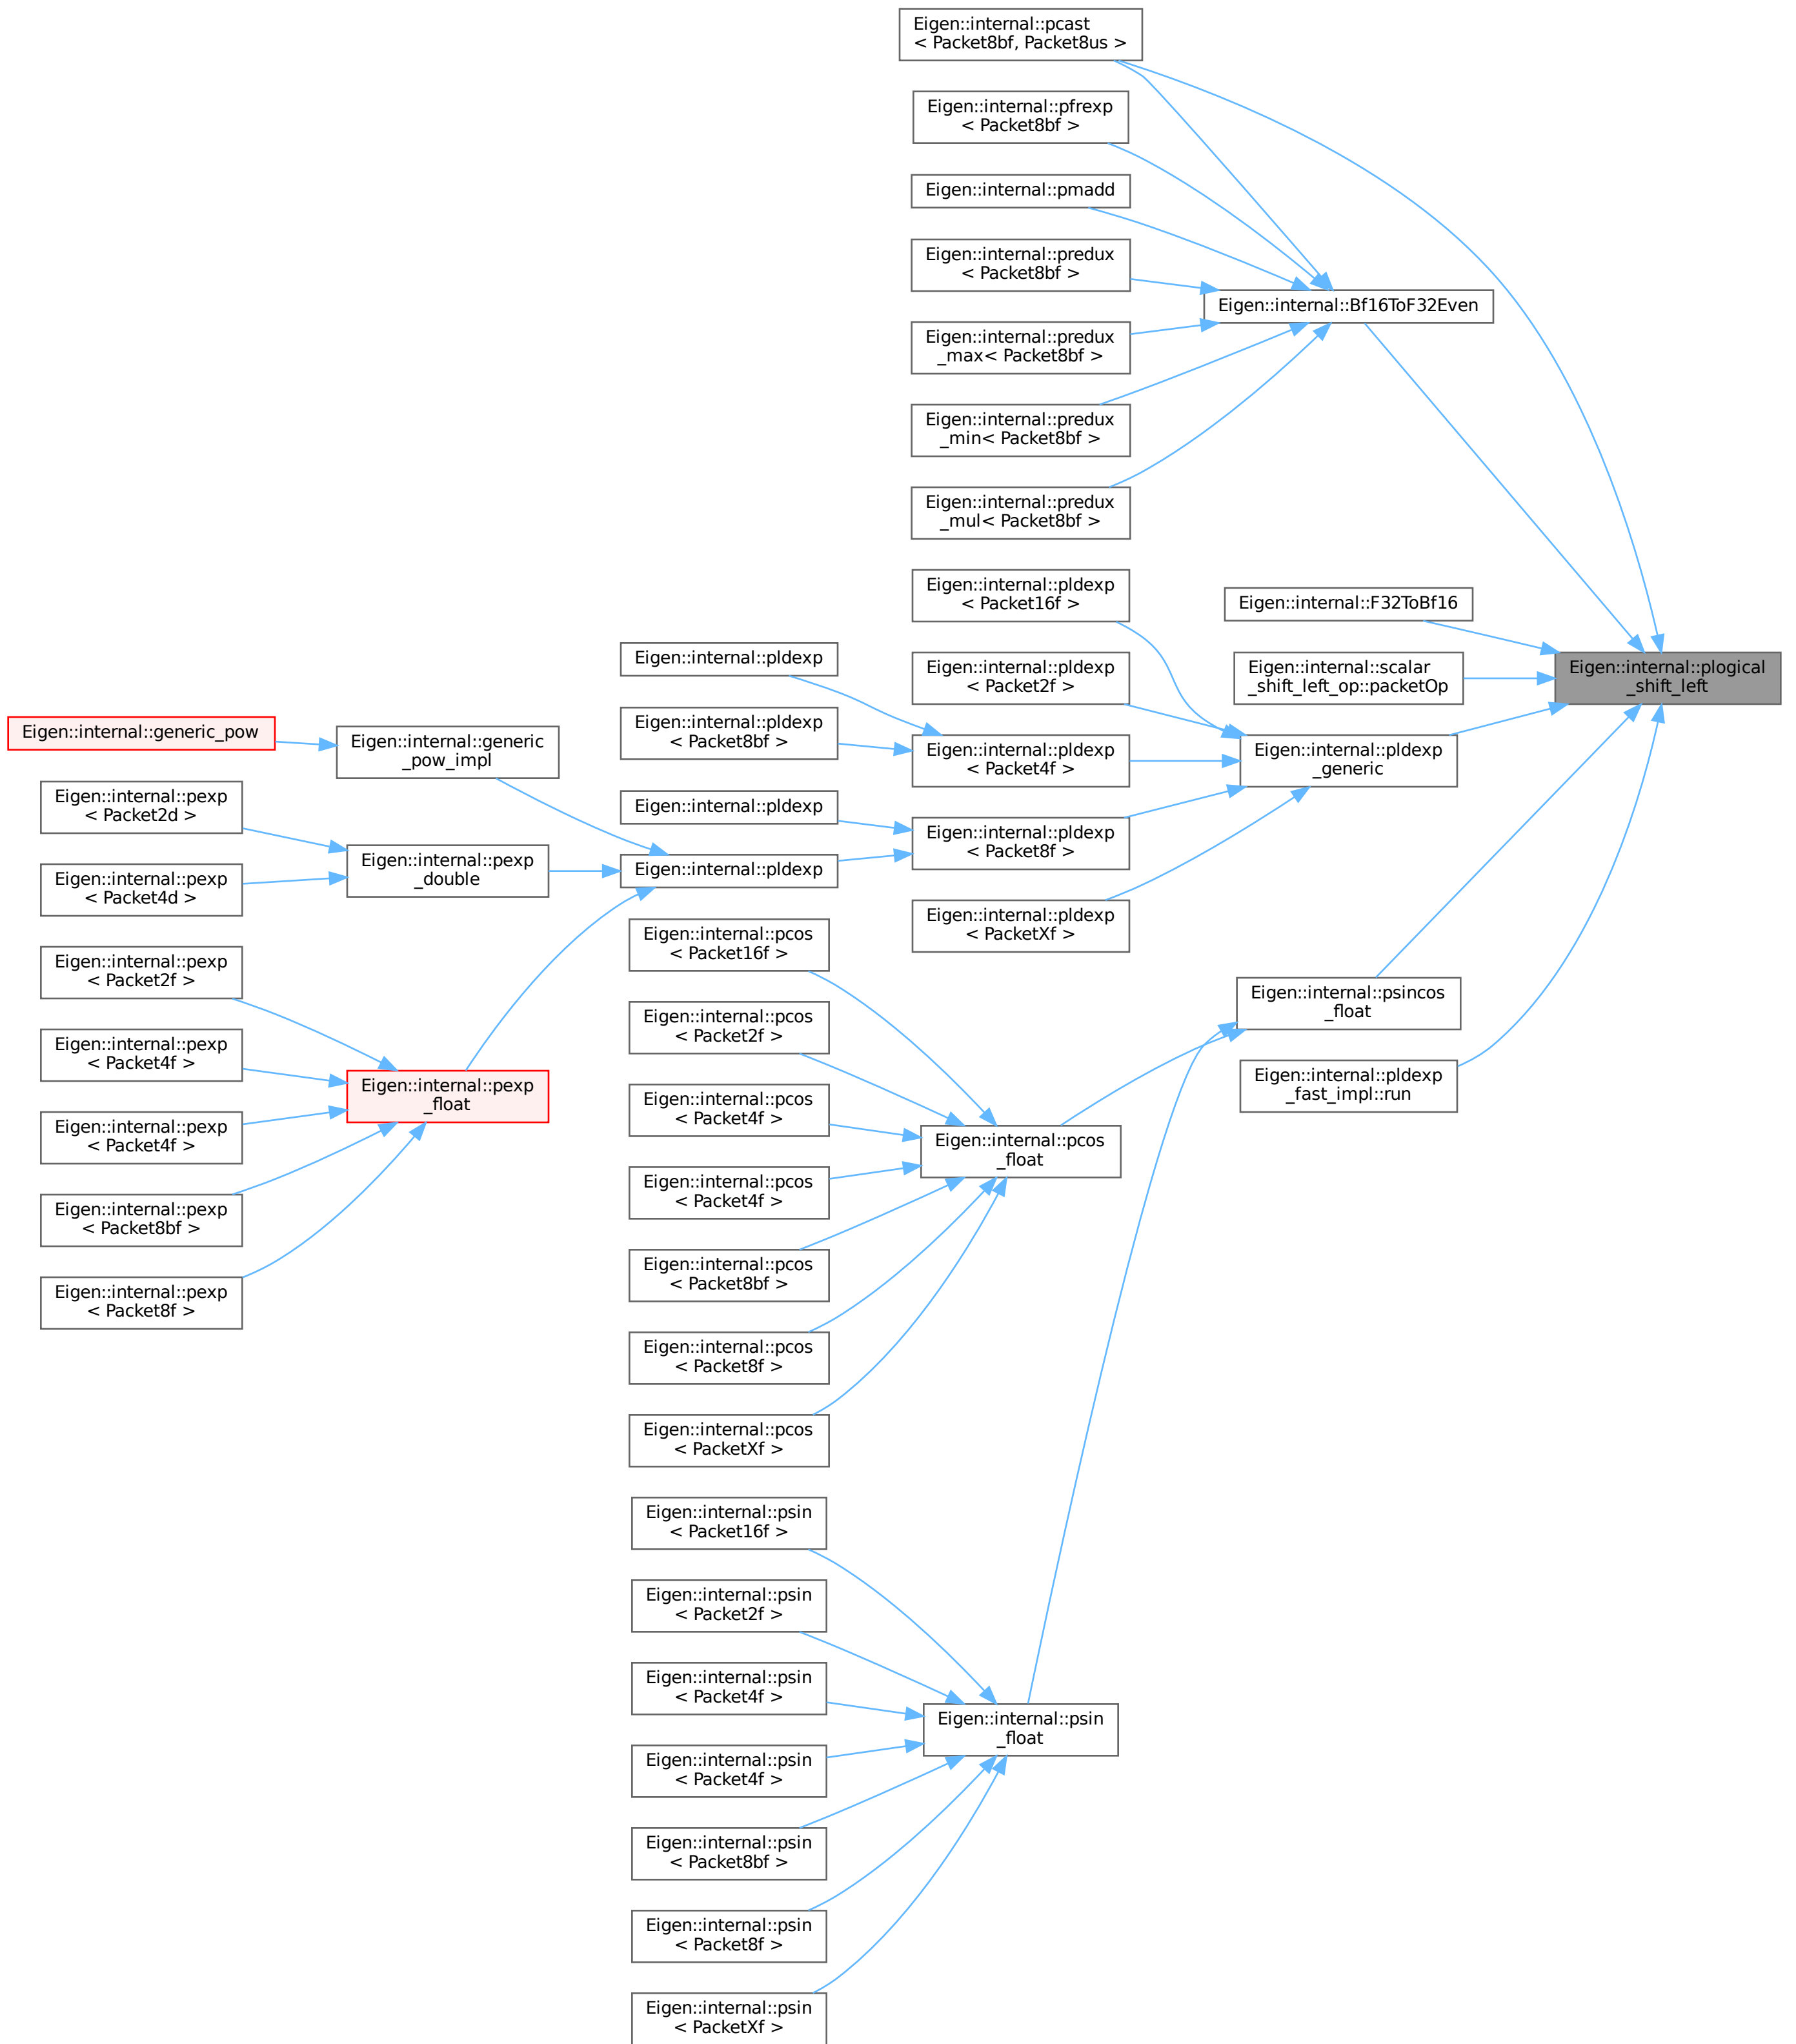 Eigen::internal::pcast
< Packet8bf, Packet8us >
Eigen::internal::pfrexp
< Packet8bf >
Eigen::internal::pmadd
Eigen::internal::predux
< Packet8bf >
Eigen::internal::Bf16ToF32Even
Eigen::internal::predux
_max< Packet8bf >
Eigen::internal::predux
_min< Packet8bf >
Eigen::internal::predux
_mul< Packet8bf >
Eigen::internal::pldexp
< Packet16f >
Eigen::internal::F32ToBf16
Eigen::internal::pldexp
Eigen::internal::pldexp
< Packet2f >
Eigen::internal::scalar
_shift_left_op::packetOp
Eigen::internal::plogical
_shift_left
Eigen::internal::generic_pow
Eigen::internal::generic
_pow_impl
Eigen::internal::pldexp
< Packet8bf >
Eigen::internal::pldexp
< Packet4f >
Eigen::internal::pldexp
_generic
Eigen::internal::pexp
< Packet2d >
Eigen::internal::pldexp
Eigen::internal::pldexp
< Packet8f >
Eigen::internal::pexp
< Packet4d >
Eigen::internal::pexp
_double
Eigen::internal::pldexp
Eigen::internal::pldexp
< PacketXf >
Eigen::internal::pexp
< Packet2f >
Eigen::internal::pcos
< Packet16f >
Eigen::internal::psincos
_float
Eigen::internal::pexp
< Packet4f >
Eigen::internal::pcos
< Packet2f >
Eigen::internal::pldexp
_fast_impl::run
Eigen::internal::pexp
_float
Eigen::internal::pexp
< Packet4f >
Eigen::internal::pcos
< Packet4f >
Eigen::internal::pcos
_float
Eigen::internal::pexp
< Packet8bf >
Eigen::internal::pcos
< Packet4f >
Eigen::internal::pexp
< Packet8f >
Eigen::internal::pcos
< Packet8bf >
Eigen::internal::pcos
< Packet8f >
Eigen::internal::pcos
< PacketXf >
Eigen::internal::psin
< Packet16f >
Eigen::internal::psin
< Packet2f >
Eigen::internal::psin
< Packet4f >
Eigen::internal::psin
_float
Eigen::internal::psin
< Packet4f >
Eigen::internal::psin
< Packet8bf >
Eigen::internal::psin
< Packet8f >
Eigen::internal::psin
< PacketXf >